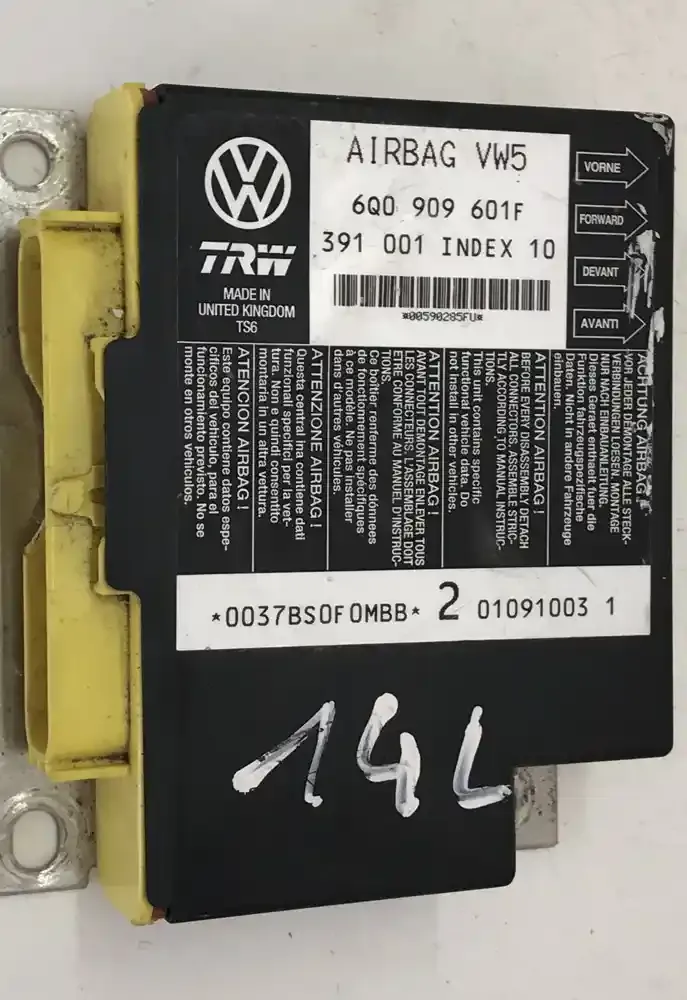 AIRBAG VW5
6Q0 909 601F
391 001 INDEX 10
*00590285FU*
VW
TRW
MADE IN
UNITED KINGDOM
TS6
VORNE
FORWARD
DEVANT
AVANTI
ACHTUNG AIRBAG!
VOR JEDER DEMONTAGE ALLE STECK-
VERBINDUNGEN LOESEN, MONTAGE
NUR NACH EINBAUANLEITUNG.
Dieses Geraet enthaelt fuer die
Funktion fahrzeugspezifische
Daten. Nicht in andere Fahrzeuge
einbauen.
ATTENTION AIRBAG!
BEFORE EVERY DISASSEMBLY, DETACH
ALL CONNECTORS. ASSEMBLE STRIC-
TLY ACCORDING TO MANUAL INSTRUC-
TIONS.
This unit contains specific
functional vehicle data. Do
not install in other vehicles.
ATTENTION AIRBAG!
AVANT TOUT DEMONTAGE, ENLEVER TOUS
LES CONNECTEURS. L'ASSEMBLAGE DOIT
ETRE CONFORME AU MANUEL D'INSTRUC-
TIONS.
Ce boitier renferme des données
de fonctionnement spécifiques
à ce modèle. Ne pas installer
dans d'autres véhicules.
ATTENZIONE AIRBAG!
Questa centralina contiene dati
funzionali specifici per la vet-
tura. Non e quindi consentito
montarla in un altra vettura.
ATENCION AIRBAG!
Este equipo contiene datos espe-
cificos del vehiculo, para el
funcionamiento previsto. No se
monte en otros vehiculos.
*0037BS0F0MBB* 2 01091003 1
14L